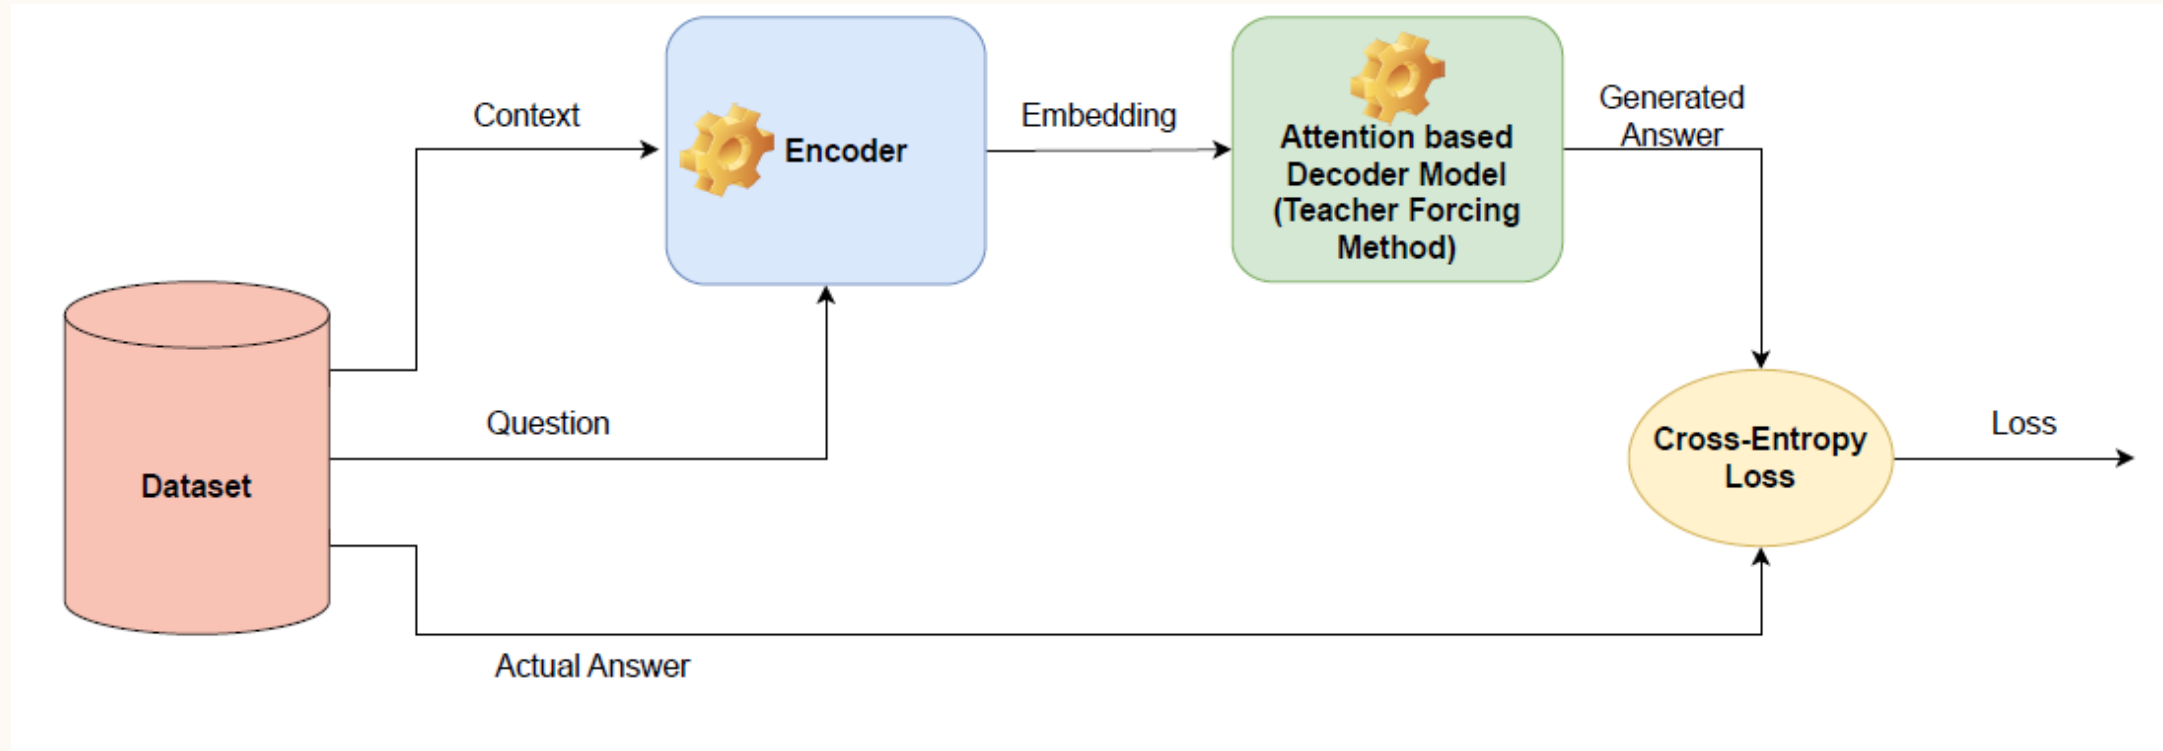 Context
Encoder
Embedding
Attention based
Decoder Model
(Teacher Forcing
Method)
Generated
Answer
Question
Dataset
Cross-Entropy
Loss
Loss
Actual Answer